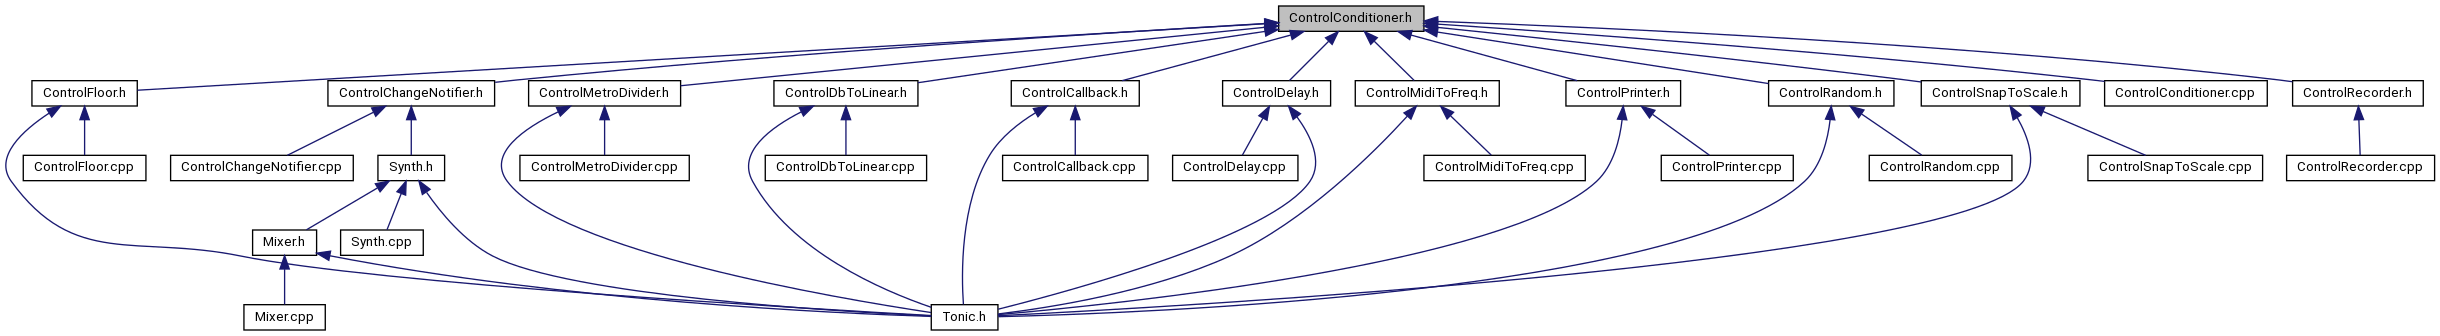 ControlConditioner.h
ControlFloor.h
ControlChangeNotifier.h
ControlMetroDivider.h
ControlDbToLinear.h
ControlCallback.h
ControlDelay.h
ControlMidiToFreq.h
ControlPrinter.h
ControlRandom.h
ControlSnapToScale.h
ControlConditioner.cpp
ControlRecorder.h
ControlFloor.cpp
ControlChangeNotifier.cpp
Synth.h
ControlMetroDivider.cpp
ControlDbToLinear.cpp
ControlCallback.cpp
ControlDelay.cpp
ControlMidiToFreq.cpp
ControlPrinter.cpp
ControlRandom.cpp
ControlSnapToScale.cpp
ControlRecorder.cpp
Mixer.h
Synth.cpp
Mixer.cpp
Tonic.h